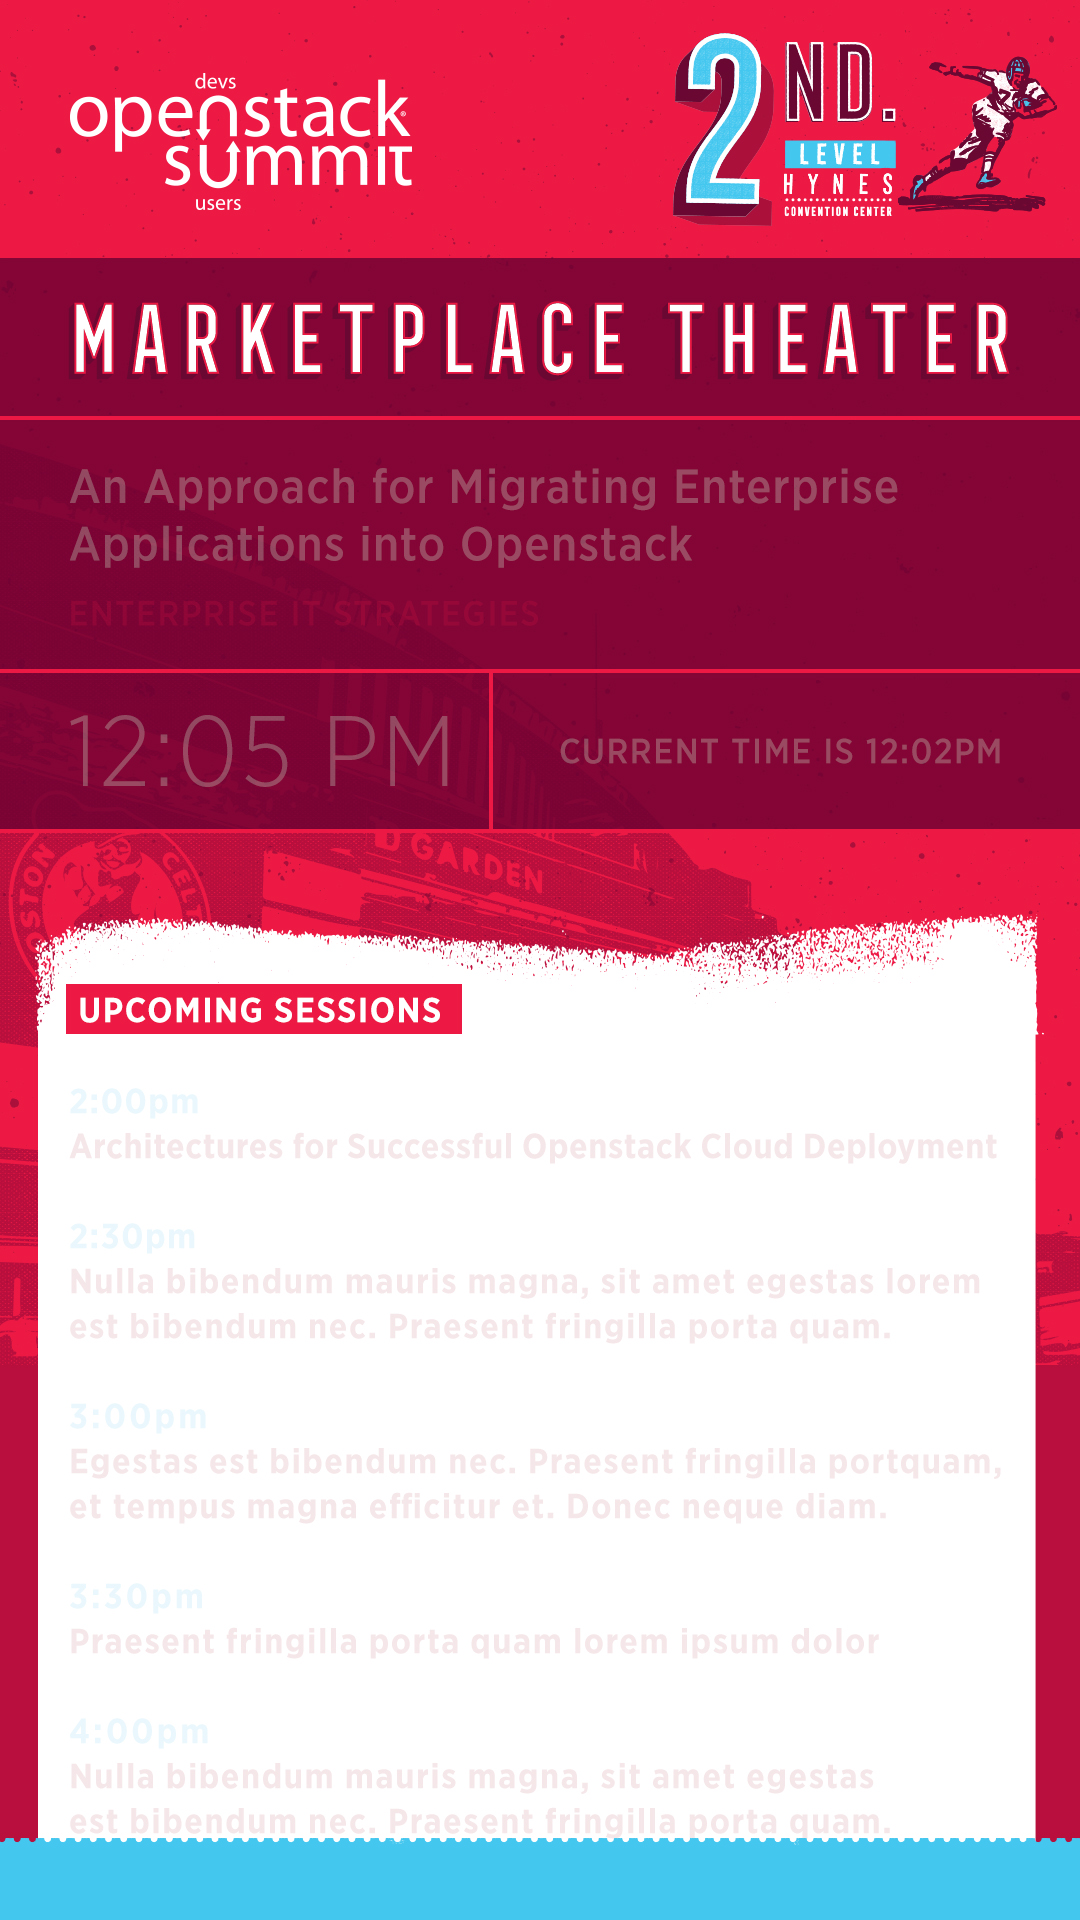 devs
openstack®
summit
users
2 ND.
LEVEL
HYNES
CONVENTION CENTER
MARKETPLACE THEATER
An Approach for Migrating Enterprise
Applications into Openstack
ENTERPRISE IT STRATEGIES
12:05 PM
CURRENT TIME IS 12:02PM
GARDEN
UPCOMING SESSIONS
2:00pm
Architectures for Successful Openstack Cloud Deployment
2:30pm
Nulla bibendum mauris magna, sit amet egestas lorem
est bibendum nec. Praesent fringilla porta quam.
3:00pm
Egestas est bibendum nec. Praesent fringilla portquam,
et tempus magna efficitur et. Donec neque diam.
3:30pm
Praesent fringilla porta quam lorem ipsum dolor
4:00pm
Nulla bibendum mauris magna, sit amet egestas
est bibendum nec. Praesent fringilla porta quam.